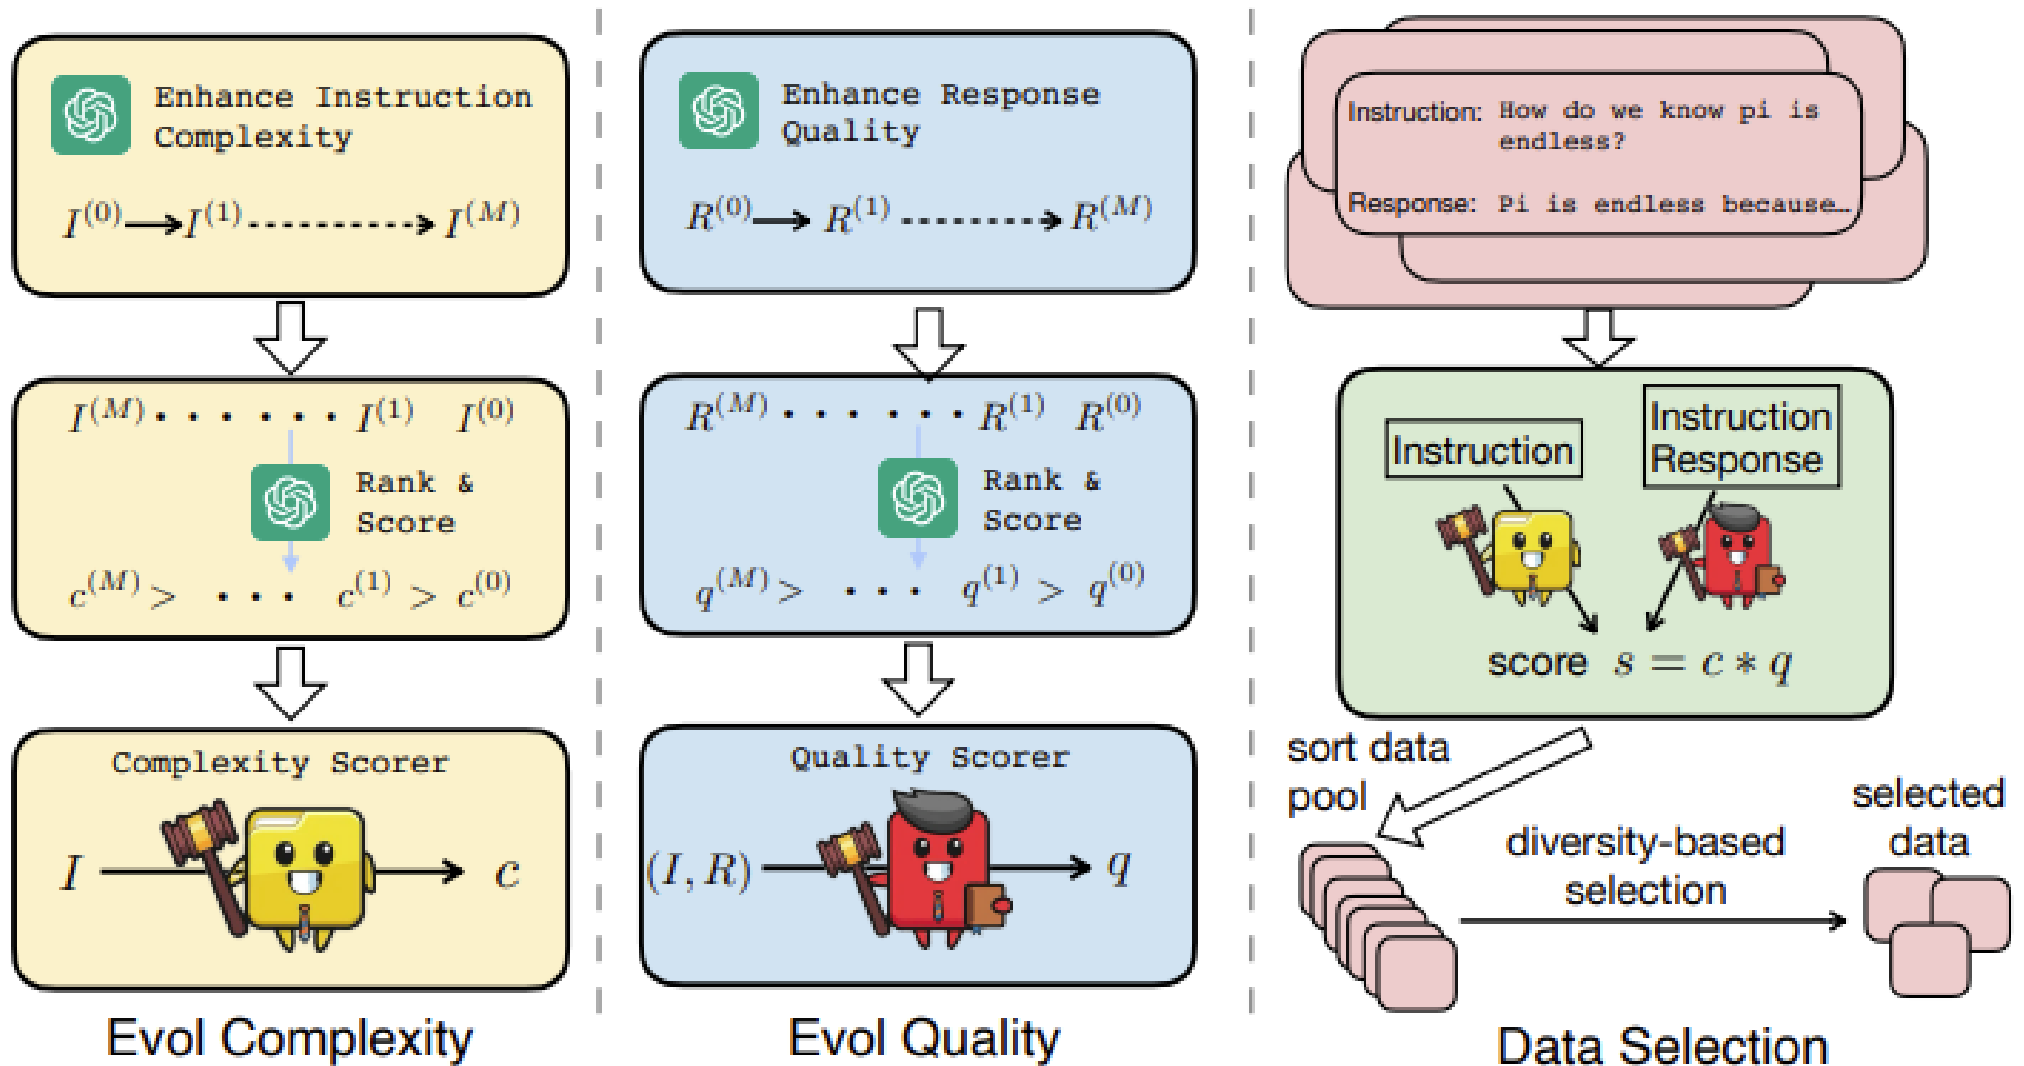 Enhance Instruction
Complexity
I^(0) I^(1) I^(M)
I^(M) · · · · · · I^(1) I^(0)
Rank &
Score
c^(M) > · · · c^(1) > c^(0)
Complexity Scorer
I c
Evol Complexity
Enhance Response
Quality
R^(0) R^(1) R^(M)
R^(M) · · · · · · R^(1) R^(0)
Rank &
Score
q^(M) > · · · q^(1) > q^(0)
Quality Scorer
(I, R) q
Evol Quality
Instruction: How do we know pi is
endless?
Response: Pi is endless because…
Instruction
Instruction
Response
score s = c * q
sort data
pool
diversity-based
selection
selected
data
Data Selection